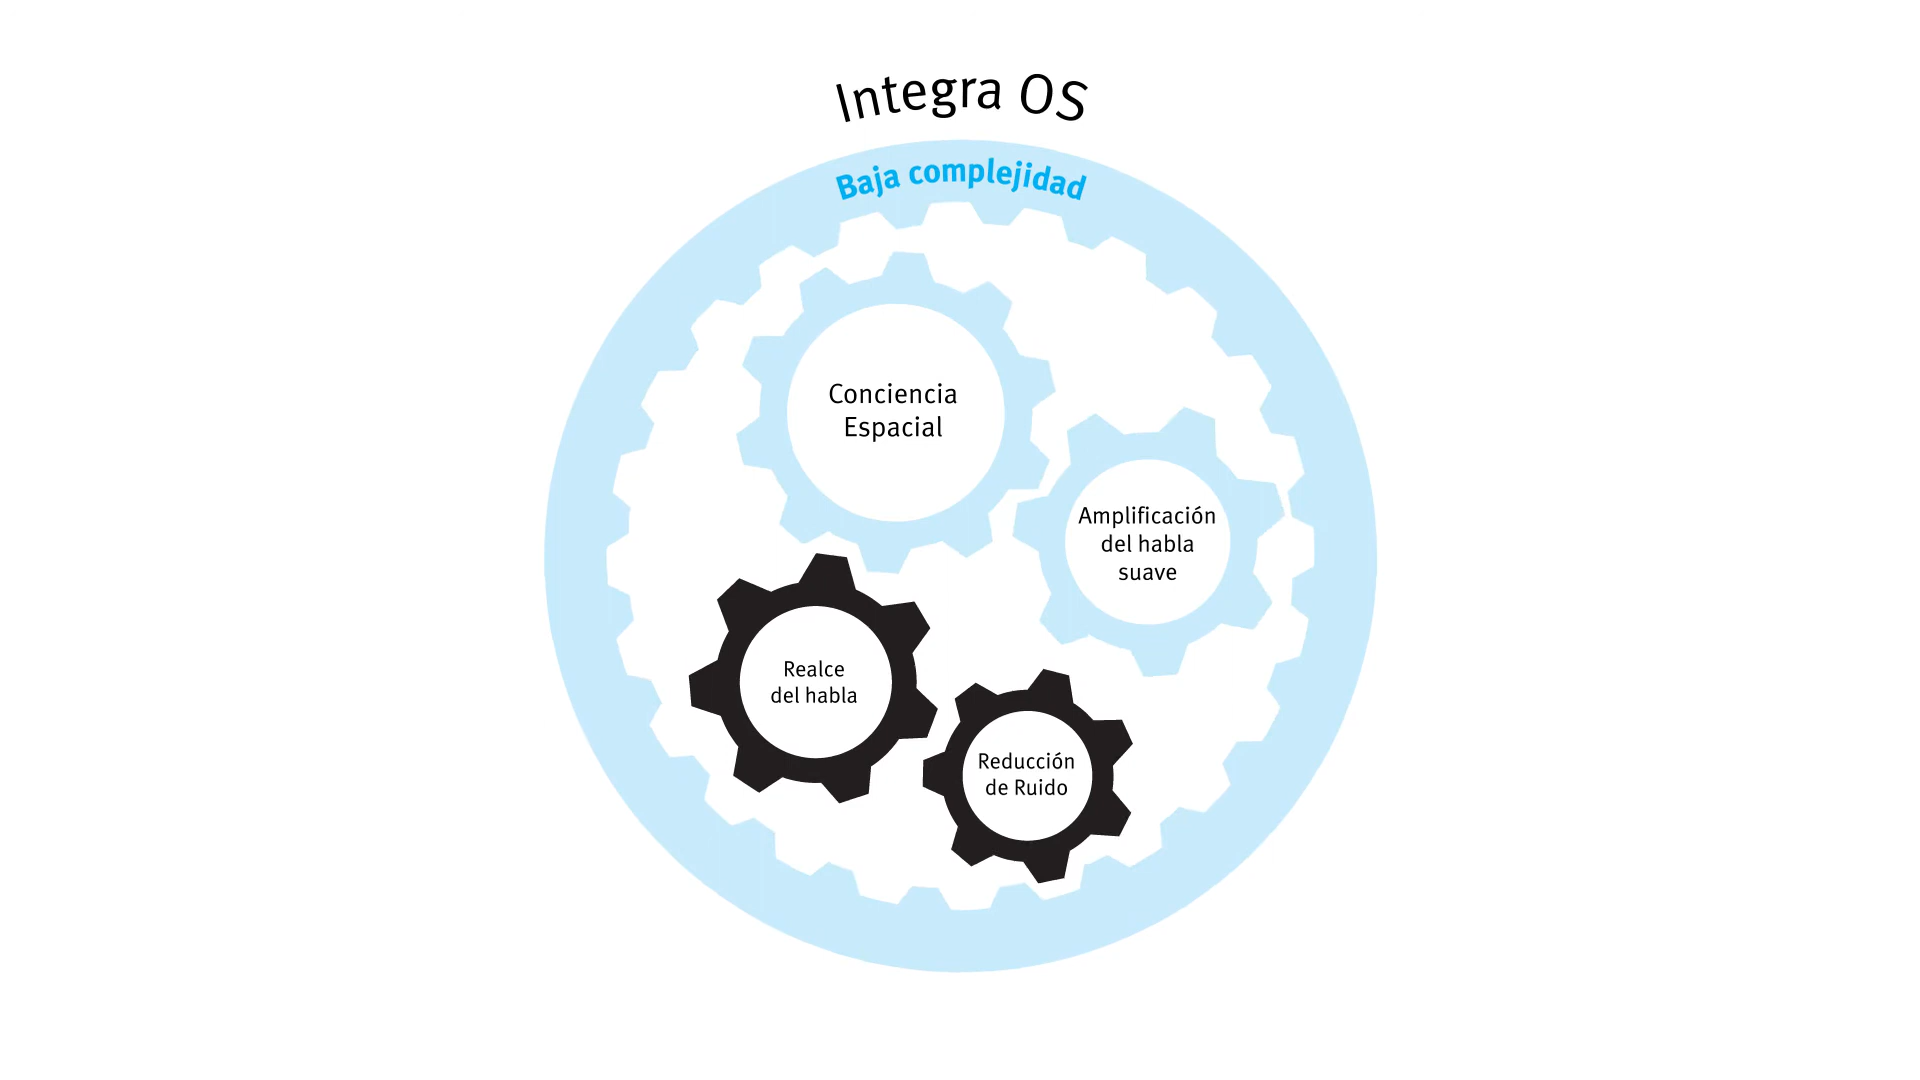 Integra OS
Baja complejidad
Conciencia
Espacial
Amplificación
del habla
suave
Realce
del habla
Reducción
de Ruido